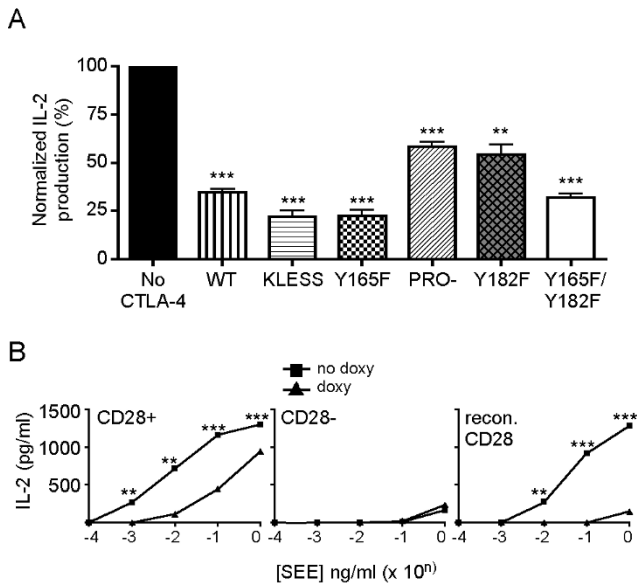 A
Normalized IL-2
production (%)
100
75
50
25
0
***
***
***
***
**
***
No
CTLA-4
WT
KLESS
Y165F
PRO-
Y182F
Y165F/
Y182F
B
no doxy
doxy
IL-2 (pg/ml)
1500
1000
500
CD28+
**
**
***
***
-4 -3 -2 -1 0
CD28-
-4 -3 -2 -1 0
recon.
CD28
**
***
***
-4 -3 -2 -1 0
[SEE] ng/ml (x 10ⁿ)